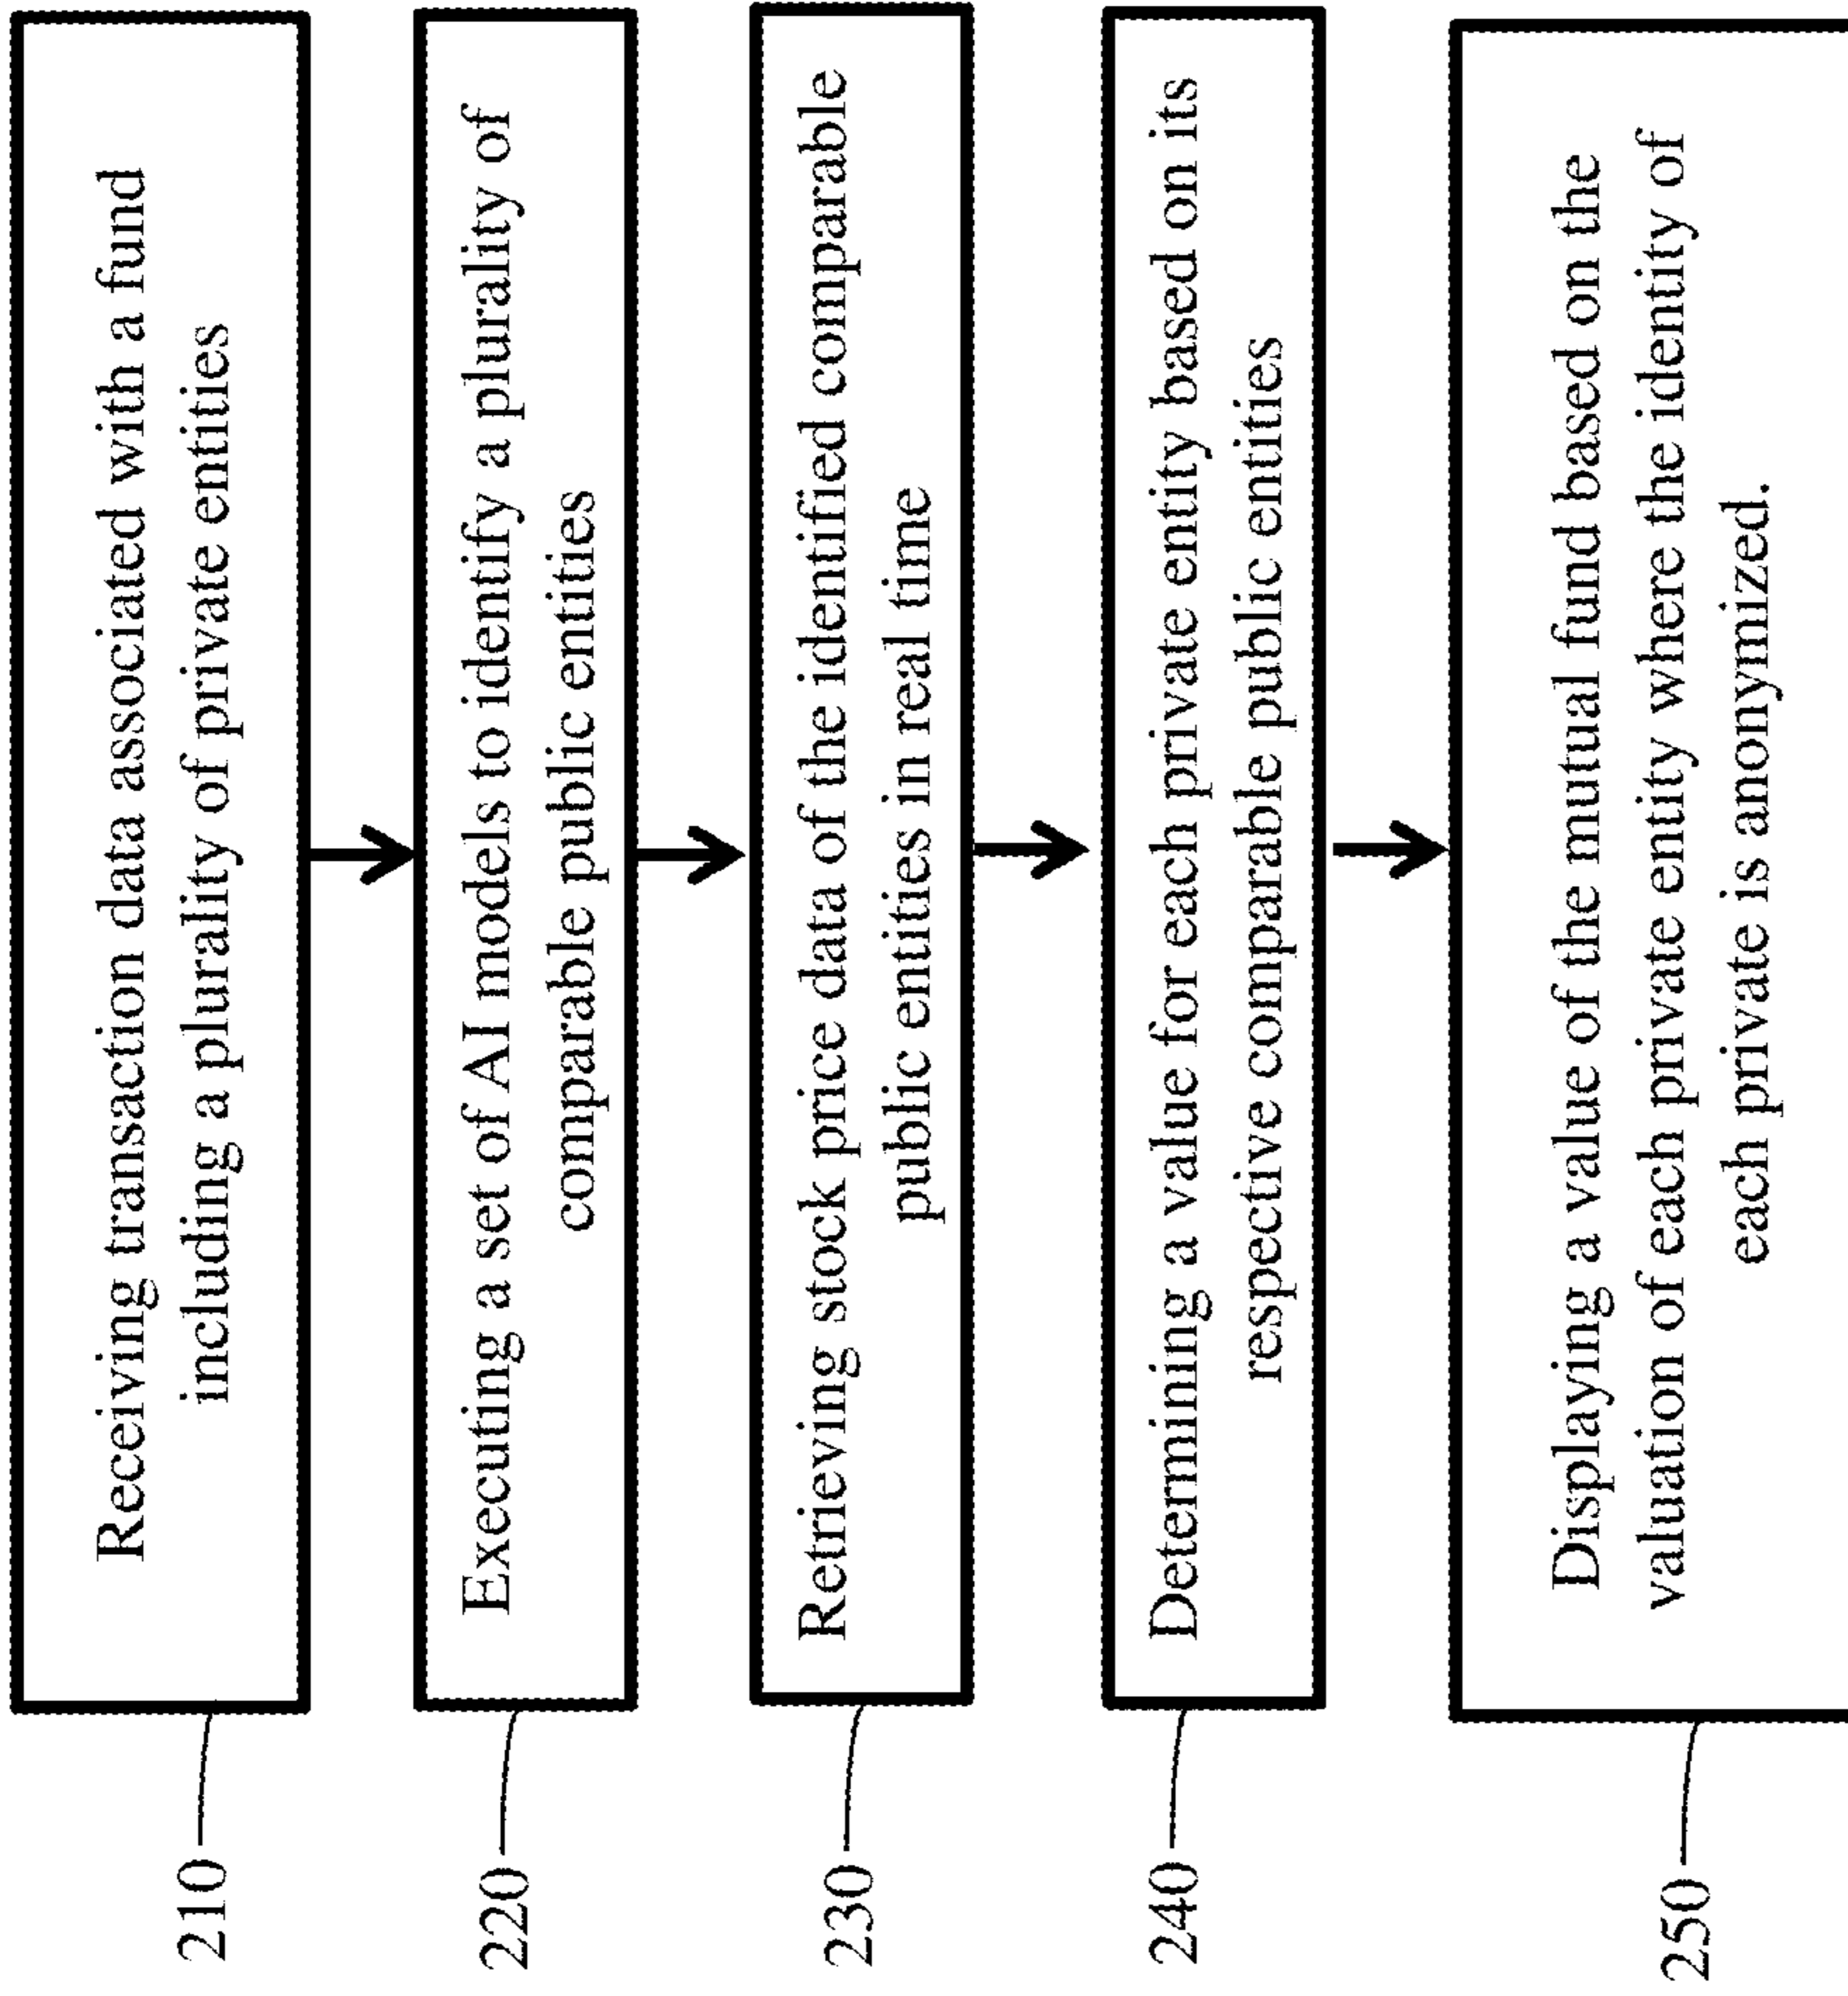 210
Receiving transaction data associated with a fund
including a plurality of private entities
220
Executing a set of AI models to identify a plurality of
comparable public entities
230
Retrieving stock price data of the identified comparable
public entities in real time
240
Determining a value for each private entity based on its
respective comparable public entities
250
Displaying a value of the mutual fund based on the
valuation of each private entity where the identity of
each private is anonymized.